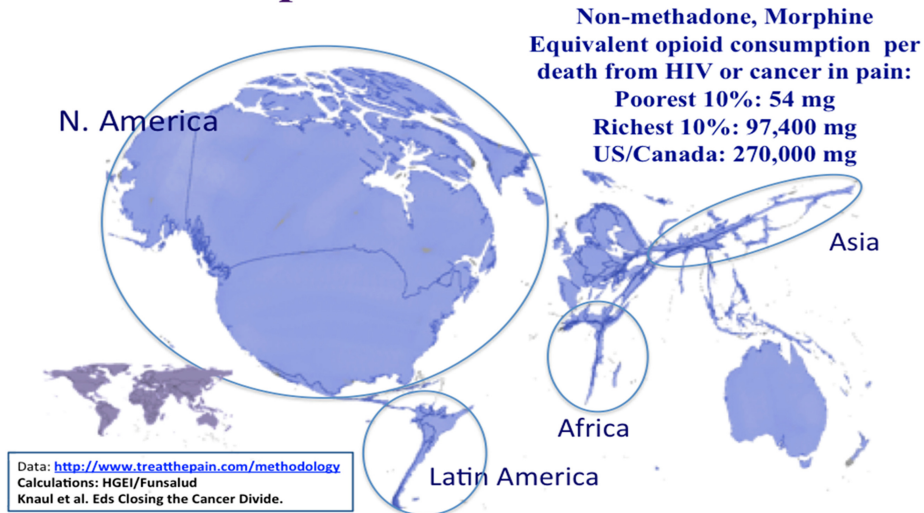 Non-methadone, Morphine
Equivalent opioid consumption per
death from HIV or cancer in pain:
Poorest 10%: 54 mg
Richest 10%: 97,400 mg
US/Canada: 270,000 mg
N. America
Asia
Africa
Latin America
Data: http://www.treatthepain.com/methodology
Calculations: HGEI/Funsalud
Knaul et al. Eds Closing the Cancer Divide.